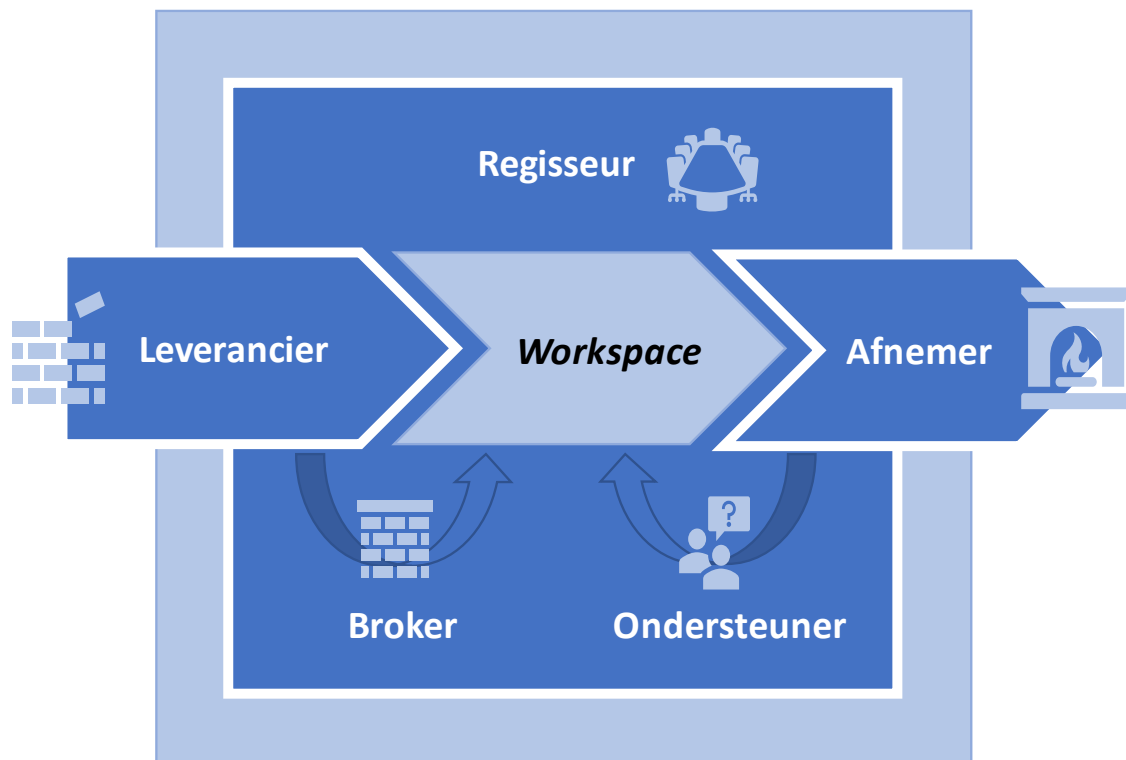 Regisseur
Leverancier
Workspace
Afnemer
?
Broker
Ondersteuner